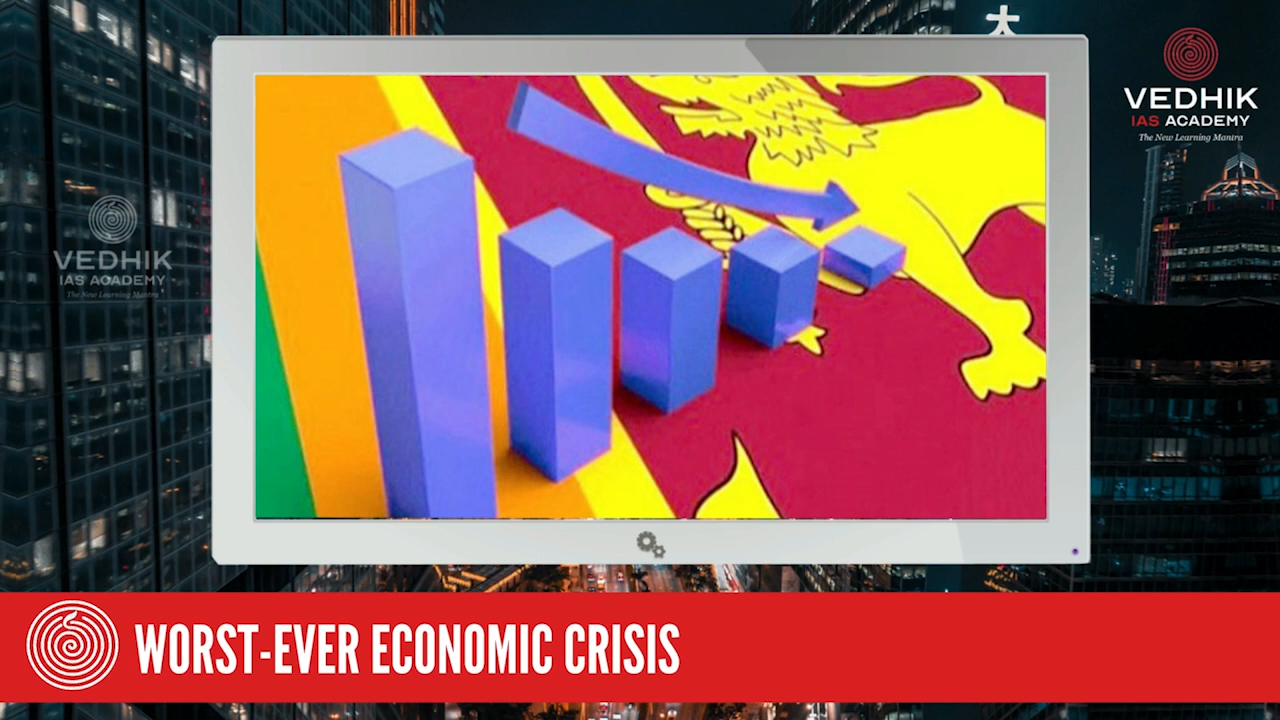 VEDHIK
IAS ACADEMY
The New Learning Mantra
VEDHIK
IAS ACADEMY
The New Learning Mantra
WORST-EVER ECONOMIC CRISIS